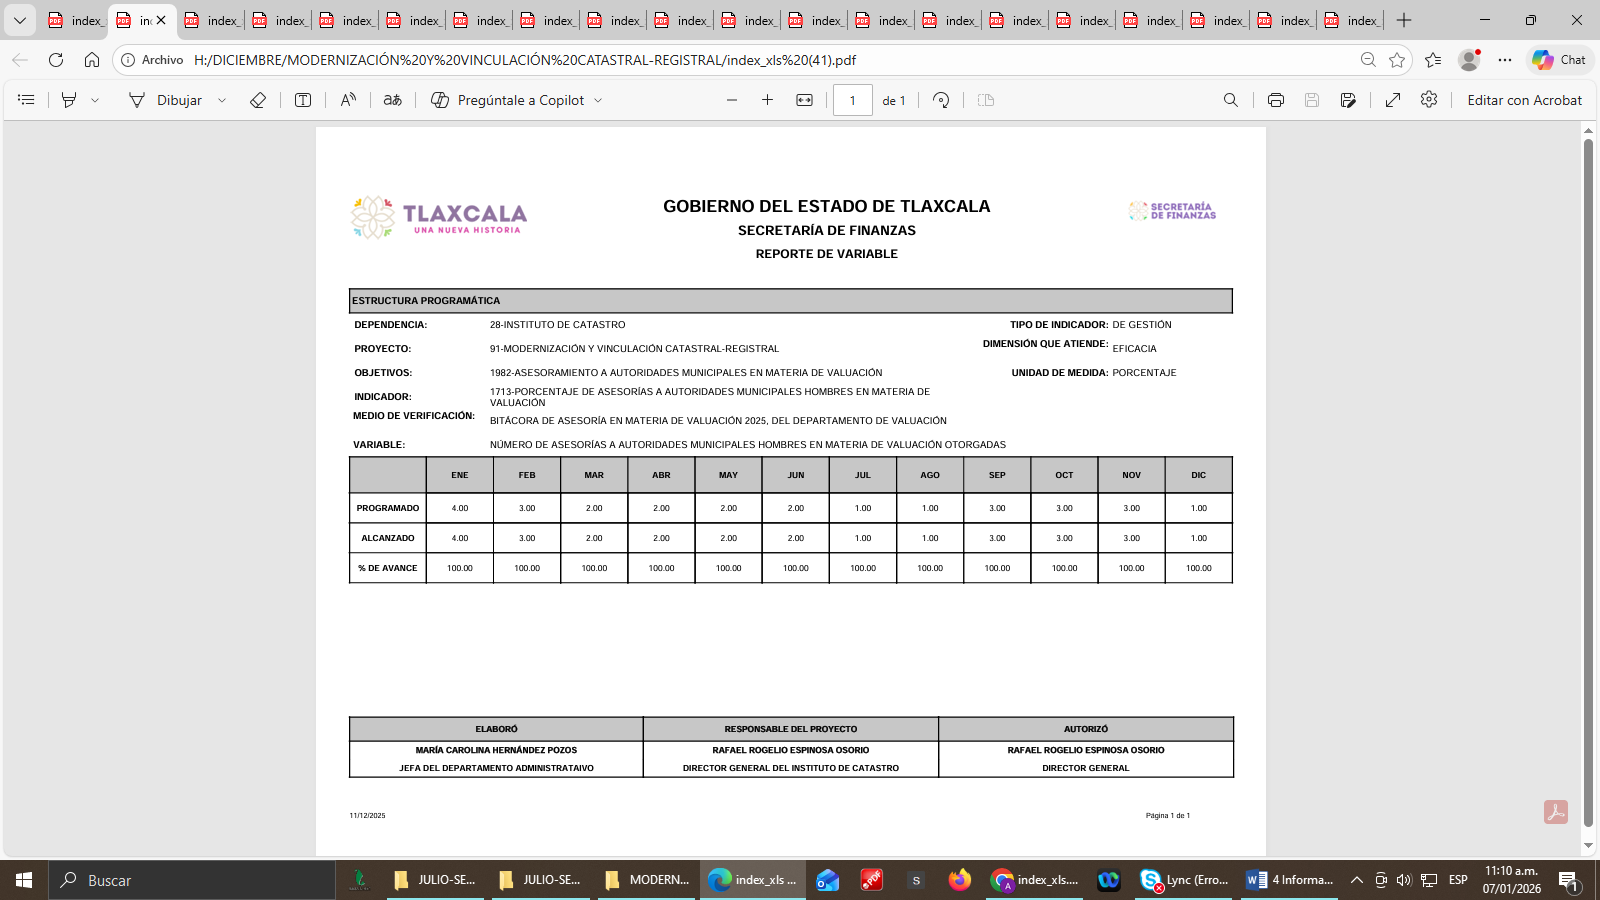 index_ in index_ index_ index_ index_ index_ index_ index_ index_ index_ index_ index_ index_ index_ index_ index_ index_ index_ index_
Archivo H:/DICIEMBRE/MODERNIZACIÓN%20Y%20VINCULACIÓN%20CATASTRAL-REGISTRAL/index_xls%20(41).pdf Chat
Dibujar aあ Pregúntale a Copilot 1 de 1 Editar con Acrobat
TLAXCALA
UNA NUEVA HISTORIA
GOBIERNO DEL ESTADO DE TLAXCALA
SECRETARÍA DE FINANZAS
REPORTE DE VARIABLE
SECRETARÍA
DE FINANZAS
ESTRUCTURA PROGRAMÁTICA
DEPENDENCIA: 28-INSTITUTO DE CATASTRO TIPO DE INDICADOR: DE GESTIÓN
PROYECTO: 91-MODERNIZACIÓN Y VINCULACIÓN CATASTRAL-REGISTRAL DIMENSIÓN QUE ATIENDE: EFICACIA
OBJETIVOS: 1982-ASESORAMIENTO A AUTORIDADES MUNICIPALES EN MATERIA DE VALUACIÓN UNIDAD DE MEDIDA: PORCENTAJE
INDICADOR: 1713-PORCENTAJE DE ASESORÍAS A AUTORIDADES MUNICIPALES HOMBRES EN MATERIA DE
VALUACIÓN
MEDIO DE VERIFICACIÓN: BITÁCORA DE ASESORÍA EN MATERIA DE VALUACIÓN 2025, DEL DEPARTAMENTO DE VALUACIÓN
VARIABLE: NÚMERO DE ASESORÍAS A AUTORIDADES MUNICIPALES HOMBRES EN MATERIA DE VALUACIÓN OTORGADAS
ENE FEB MAR ABR MAY JUN JUL AGO SEP OCT NOV DIC
PROGRAMADO 4.00 3.00 2.00 2.00 2.00 2.00 1.00 1.00 3.00 3.00 3.00 1.00
ALCANZADO 4.00 3.00 2.00 2.00 2.00 2.00 1.00 1.00 3.00 3.00 3.00 1.00
% DE AVANCE 100.00 100.00 100.00 100.00 100.00 100.00 100.00 100.00 100.00 100.00 100.00 100.00
ELABORÓ RESPONSABLE DEL PROYECTO AUTORIZÓ
MARÍA CAROLINA HERNÁNDEZ POZOS RAFAEL ROGELIO ESPINOSA OSORIO RAFAEL ROGELIO ESPINOSA OSORIO
JEFA DEL DEPARTAMENTO ADMINISTRATAIVO DIRECTOR GENERAL DEL INSTITUTO DE CATASTRO DIRECTOR GENERAL
11/12/2025 Página 1 de 1
Buscar JULIO-SE... JULIO-SE... MODERN... index_xls ... index_xls.... Lync (Erro... 4 Informa... ESP 11:10 a.m.
07/01/2026 1